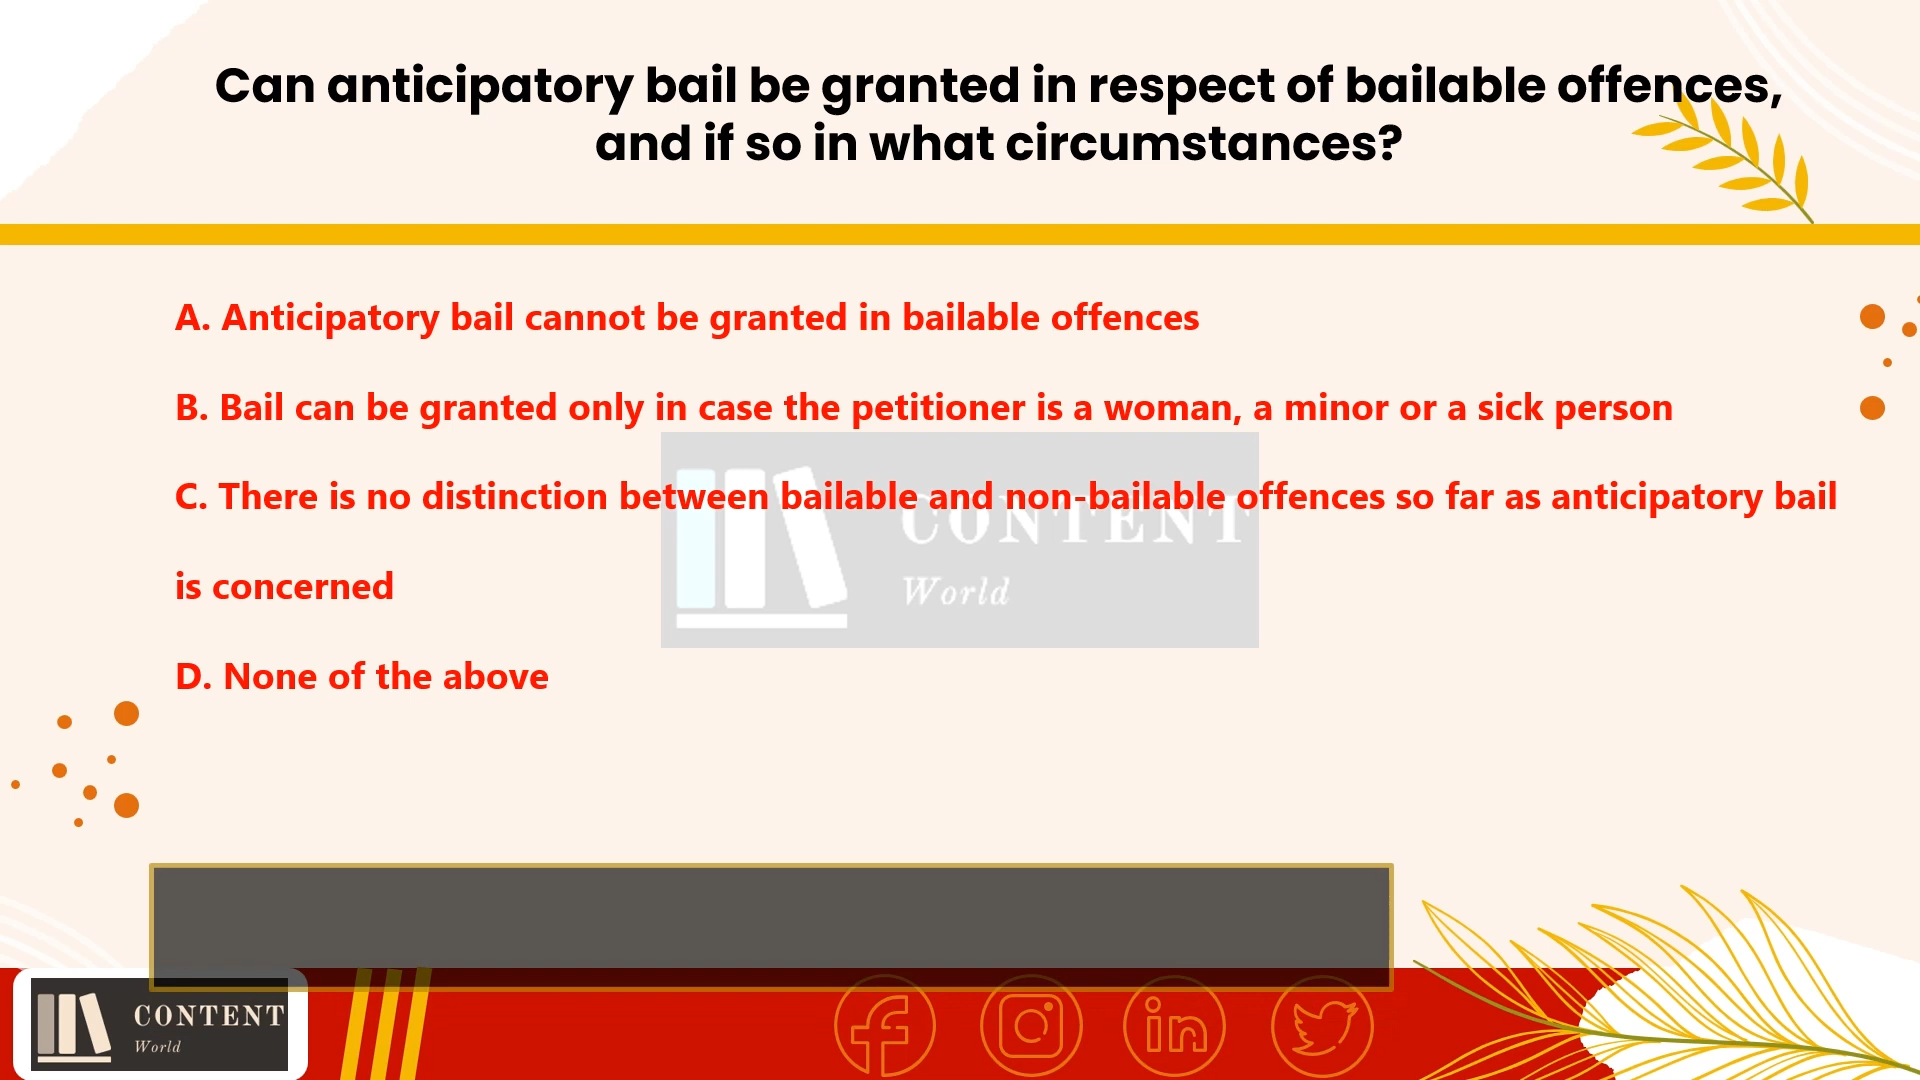 Can anticipatory bail be granted in respect of bailable offences,
and if so in what circumstances?
A. Anticipatory bail cannot be granted in bailable offences
B. Bail can be granted only in case the petitioner is a woman, a minor or a sick person
C. There is no distinction between bailable and non-bailable offences so far as anticipatory bail
is concerned
D. None of the above
CONTENT
World
CONTENT
World